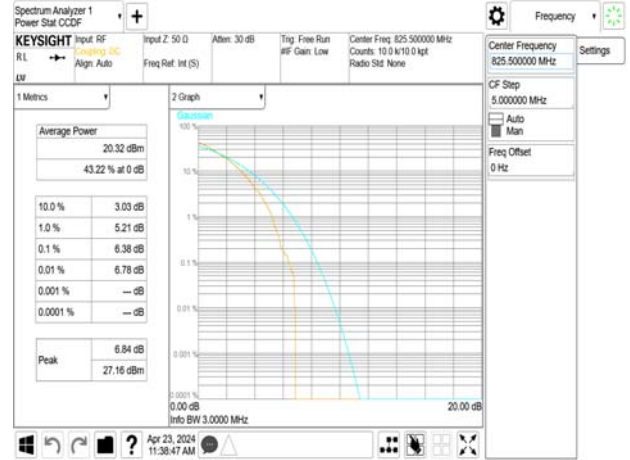 Spectrum Analyzer 1
Power Stat CCDF
Frequency
KEYSIGHT
RL
Input: RF
Coupling: DC
Align: Auto
Input Z: 50 Ω
Freq Ref: Int (S)
Atten: 30 dB
Trig: Free Run
#IF Gain: Low
Center Freq: 825.500000 MHz
Counts: 10.0 k/10.0 kpt
Radio Std: None
Center Frequency
825.500000 MHz
Settings
CF Step
5.000000 MHz
Auto
Man
Freq Offset
0 Hz
1 Metrics
2 Graph
Average Power
20.32 dBm
43.22 % at 0 dB
10.0 % 3.03 dB
1.0 % 5.21 dB
0.1 % 6.38 dB
0.01 % 6.78 dB
0.001 % --- dB
0.0001 % --- dB
Peak
6.84 dB
27.16 dBm
Gaussian
100 %
10 %
1 %
0.1 %
0.01 %
0.001 %
0.0001 %
0.00 dB 20.00 dB
Info BW 3.0000 MHz
Apr 23, 2024
11:38:47 AM